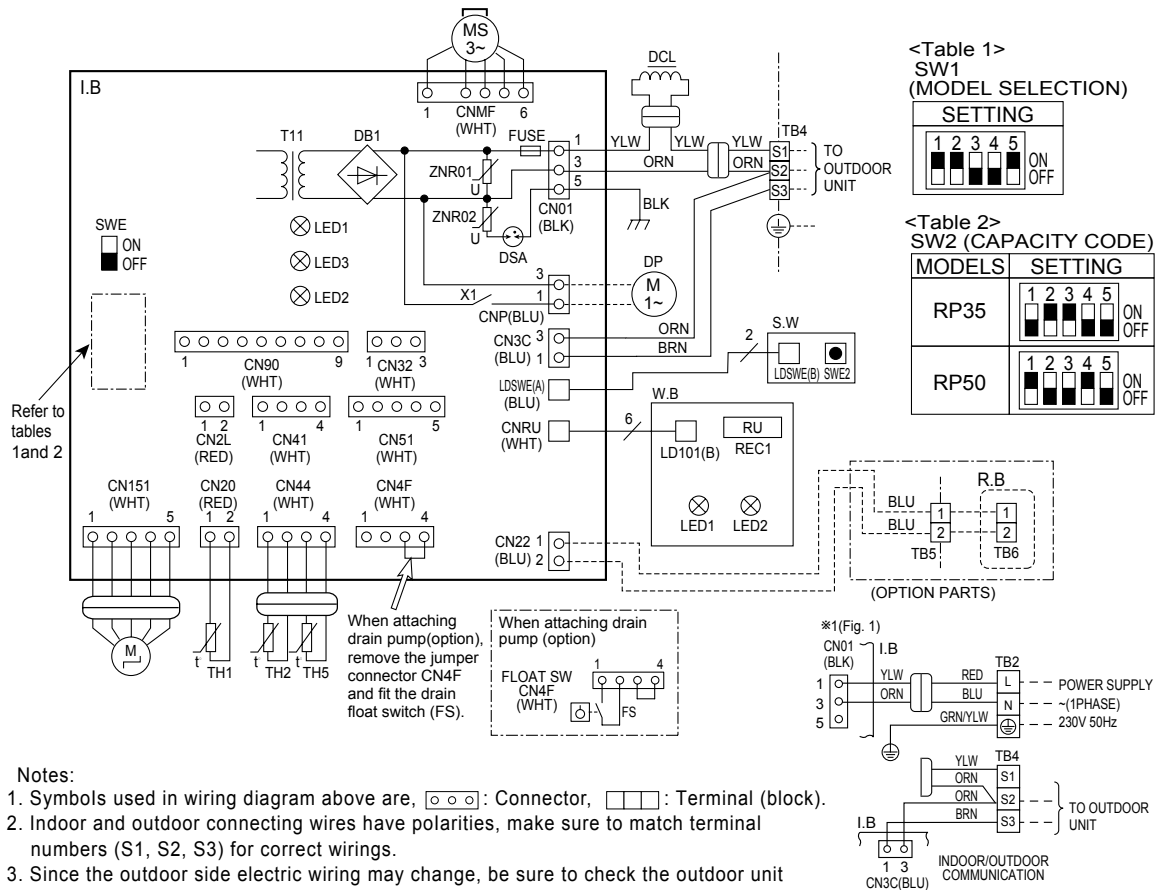 MS
3~
I.B
1 6
CNMF
(WHT)
T11
DB1
FUSE
ZNR01
U
ZNR02
U
DSA
1
3
5
CN01
(BLK)
YLW
DCL
YLW
YLW
ORN
ORN
BLK
TB4
S1
S2
S3
TO
OUTDOOR
UNIT
SWE
ON
OFF
LED1
LED3
LED2
X1
3
1
CNP(BLU)
DP
M
1~
CN3C 3
(BLU) 1
ORN
BRN
LDSWE(A)
(BLU)
2
S.W
LDSWE(B) SWE2
CNRU
(WHT)
6
W.B
LD101(B)
RU
REC1
LED1 LED2
Refer to
tables
1and 2
1 9
CN90
(WHT)
1 3
CN32
(WHT)
1 2
CN2L
(RED)
1 4
CN41
(WHT)
1 5
CN51
(WHT)
CN151
(WHT)
1 5
CN20
(RED)
1 2
CN44
(WHT)
1 4
CN4F
(WHT)
1 4
CN22 1
(BLU) 2
M
t TH1
t TH2
t TH5
When attaching
drain pump(option),
remove the jumper
connector CN4F
and fit the drain
float switch (FS).
When attaching drain
pump (option)
FLOAT SW
CN4F
(WHT)
1 4
FS
BLU
BLU
1
2
TB5
R.B
1
2
TB6
(OPTION PARTS)
<Table 1>
SW1
(MODEL SELECTION)
SETTING
1 2 3 4 5
ON
OFF
<Table 2>
SW2 (CAPACITY CODE)
MODELS SETTING
RP35
1 2 3 4 5
ON
OFF
RP50
1 2 3 4 5
ON
OFF
※1(Fig. 1)
CN01
(BLK)
I.B
1
3
5
YLW
ORN
RED
BLU
GRN/YLW
TB2
L
N
POWER SUPPLY
~(1PHASE)
230V 50Hz
TB4
YLW
ORN
ORN
BRN
S1
S2
S3
TO OUTDOOR
UNIT
I.B
1 3
CN3C(BLU)
INDOOR/OUTDOOR
COMMUNICATION
Notes:
1. Symbols used in wiring diagram above are, : Connector, : Terminal (block).
2. Indoor and outdoor connecting wires have polarities, make sure to match terminal
numbers (S1, S2, S3) for correct wirings.
3. Since the outdoor side electric wiring may change, be sure to check the outdoor unit